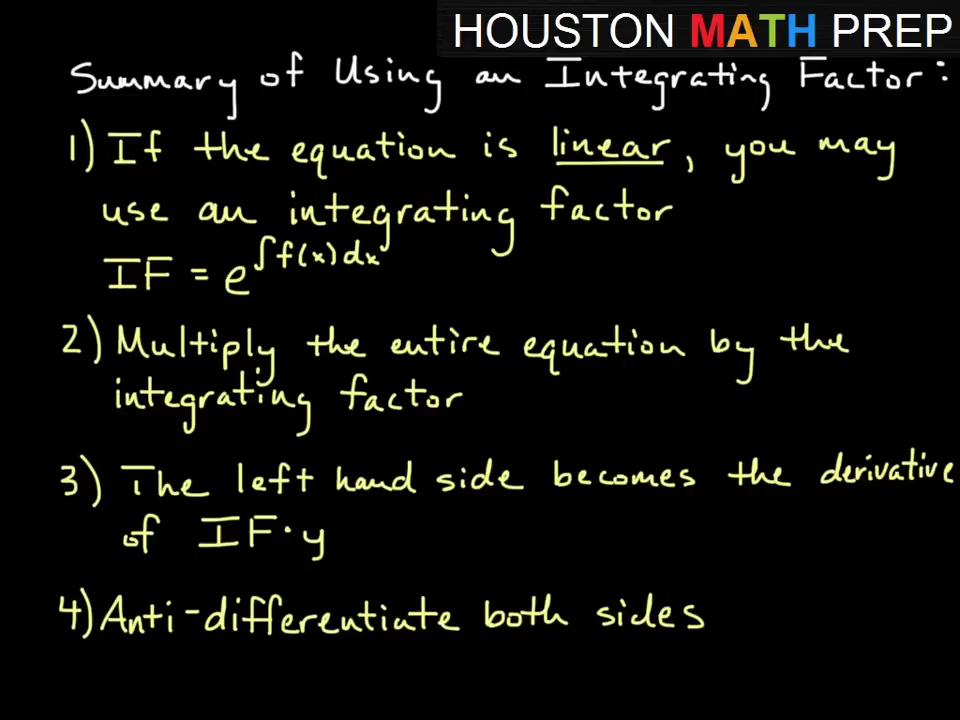 HOUSTON MATH PREP
Summary of Using an Integrating Factor:
1) If the equation is linear, you may
use an integrating factor
IF = e^∫f(x)dx
2) Multiply the entire equation by the
integrating factor
3) The left hand side becomes the derivative
of IF·y
4) Anti-differentiate both sides